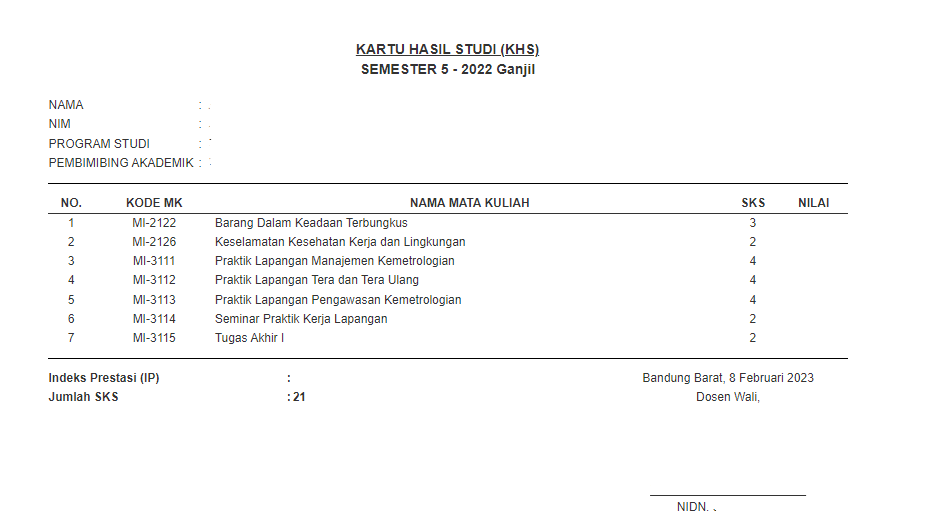 KARTU HASIL STUDI (KHS)
SEMESTER 5 - 2022 Ganjil
NAMA :
NIM :
PROGRAM STUDI :
PEMBIMIBING AKADEMIK :
NO. KODE MK NAMA MATA KULIAH SKS NILAI
1 MI-2122 Barang Dalam Keadaan Terbungkus 3
2 MI-2126 Keselamatan Kesehatan Kerja dan Lingkungan 2
3 MI-3111 Praktik Lapangan Manajemen Kemetrologian 4
4 MI-3112 Praktik Lapangan Tera dan Tera Ulang 4
5 MI-3113 Praktik Lapangan Pengawasan Kemetrologian 4
6 MI-3114 Seminar Praktik Kerja Lapangan 2
7 MI-3115 Tugas Akhir I 2
Indeks Prestasi (IP) : Bandung Barat, 8 Februari 2023
Jumlah SKS : 21 Dosen Wali,
NIDN.